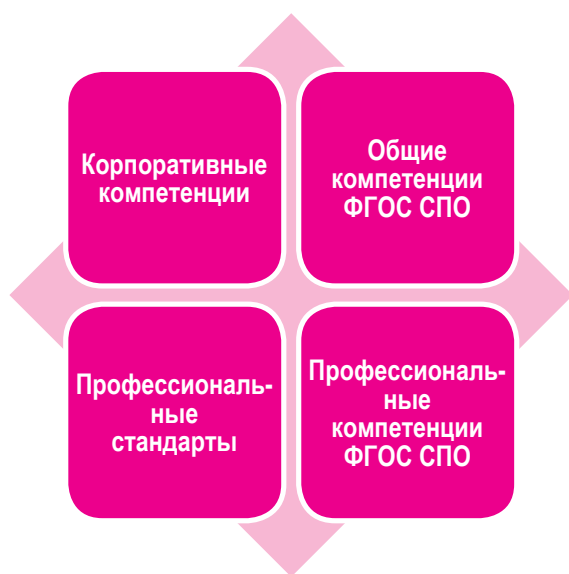 Корпоративные
компетенции
Общие
компетенции
ФГОС СПО
Профессиональ-
ные
стандарты
Профессиональ-
ные
компетенции
ФГОС СПО